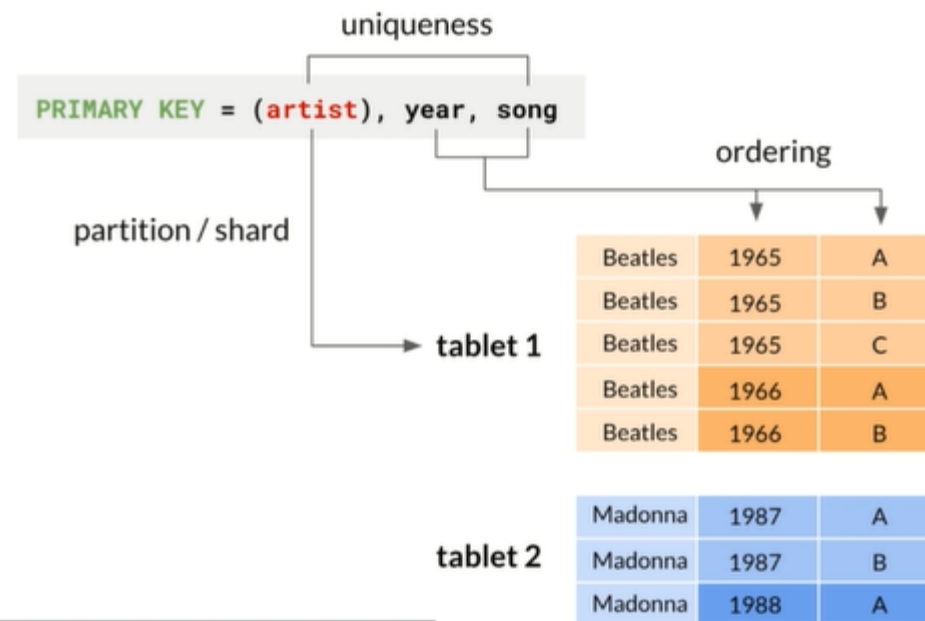 uniqueness
PRIMARY KEY = (artist), year, song
ordering
partition / shard
Beatles 1965 A
Beatles 1965 B
tablet 1 Beatles 1965 C
Beatles 1966 A
Beatles 1966 B
Madonna 1987 A
tablet 2 Madonna 1987 B
Madonna 1988 A